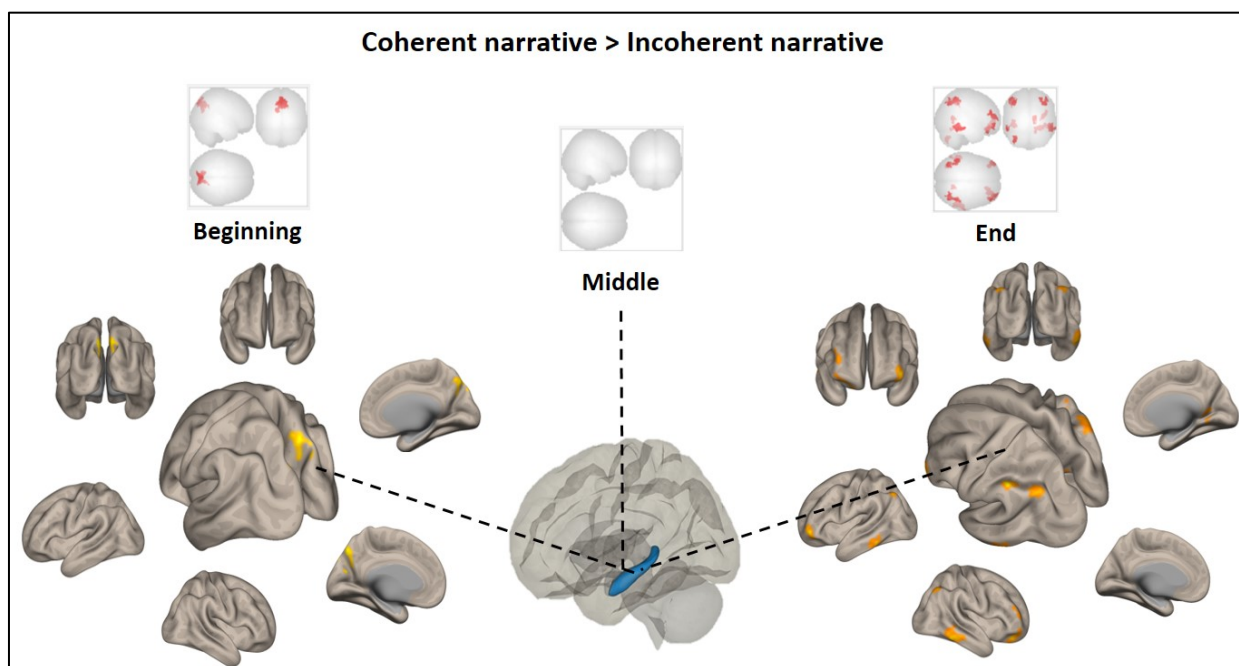 Coherent narrative > Incoherent narrative
Beginning
Middle
End